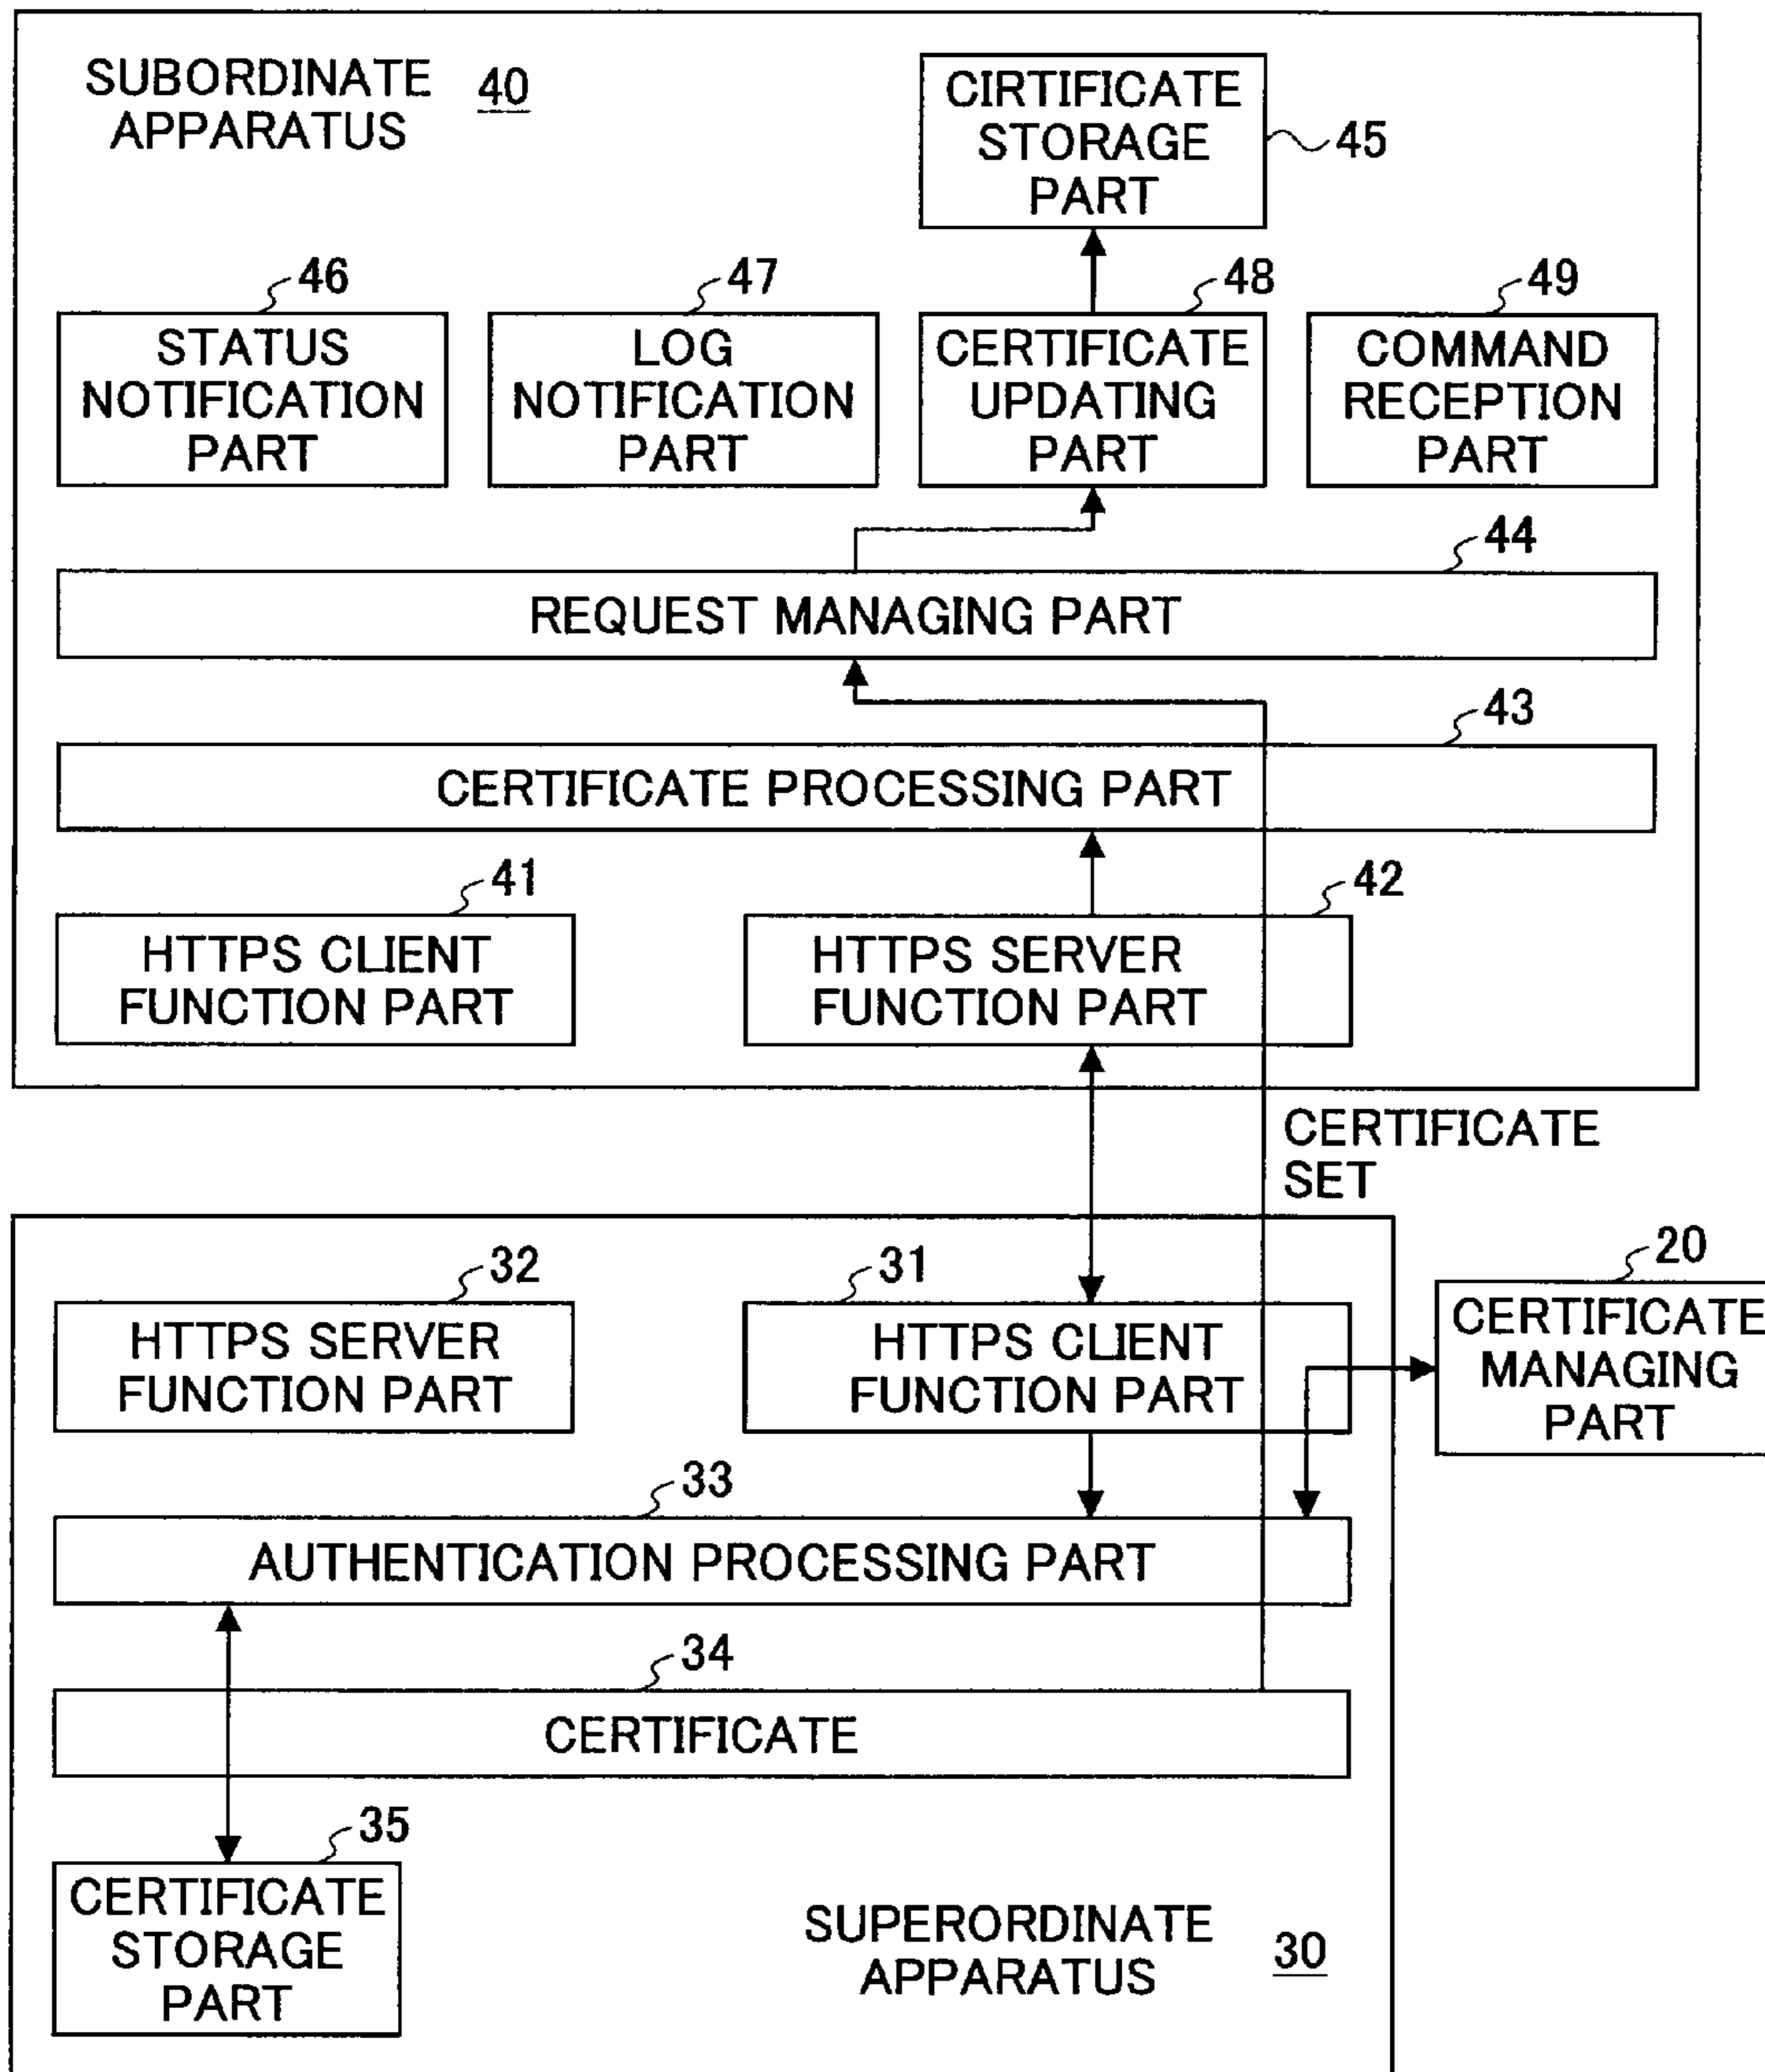 SUBORDINATE
APPARATUS
40
CIRTIFICATE
STORAGE
PART
45
46
47
48
49
STATUS
NOTIFICATION
PART
LOG
NOTIFICATION
PART
CERTIFICATE
UPDATING
PART
COMMAND
RECEPTION
PART
44
REQUEST MANAGING PART
43
CERTIFICATE PROCESSING PART
41
42
HTTPS CLIENT
FUNCTION PART
HTTPS SERVER
FUNCTION PART
CERTIFICATE
SET
32
31
20
HTTPS SERVER
FUNCTION PART
HTTPS CLIENT
FUNCTION PART
CERTIFICATE
MANAGING
PART
33
AUTHENTICATION PROCESSING PART
34
CERTIFICATE
35
CERTIFICATE
STORAGE
PART
SUPERORDINATE
APPARATUS
30